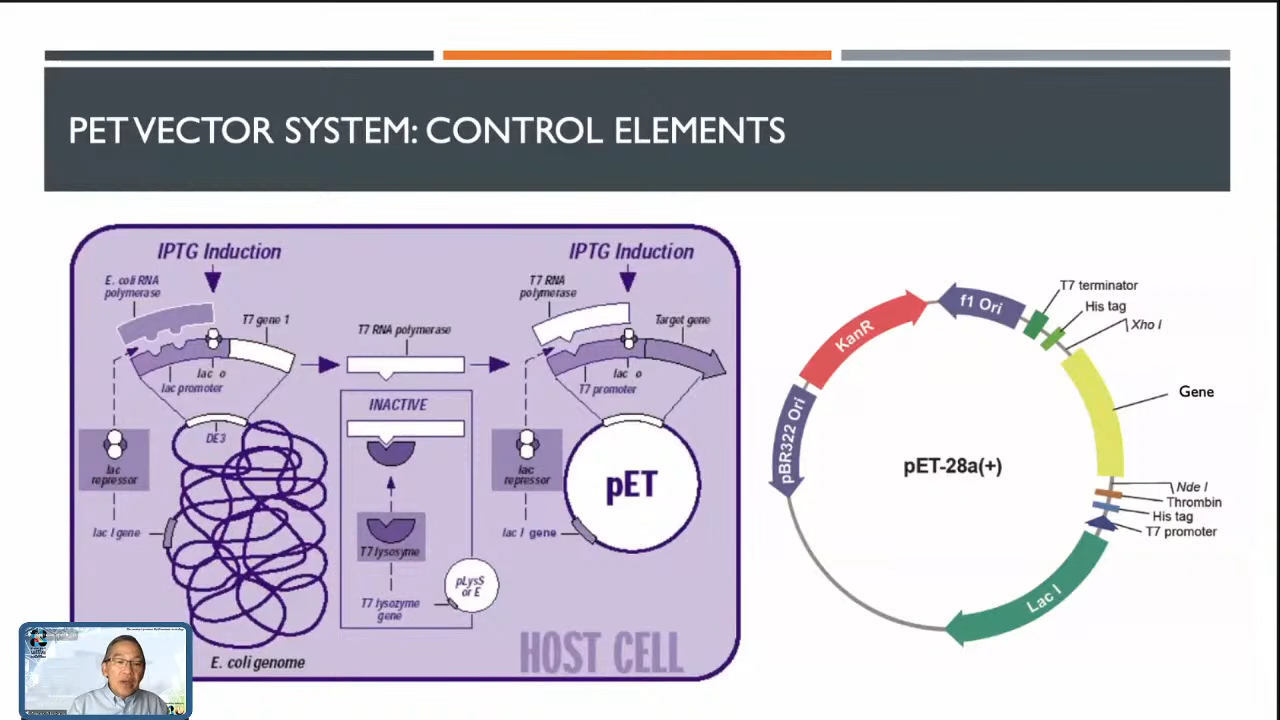 PET VECTOR SYSTEM: CONTROL ELEMENTS
IPTG Induction
E. coli RNA
polymerase
T7 gene 1
lac o
lac promoter
DE3
lac
repressor
lac I gene
E. coli genome
T7 RNA polymerase
INACTIVE
T7 lysosyme
T7 lysozyme
gene
pLysS
or E
IPTG Induction
T7 RNA
polymerase
Target gene
lac o
T7 promoter
lac
repressor
lac I gene
pET
HOST CELL
KanR
f1 Ori
T7 terminator
His tag
Xho I
Gene
pBR322 Ori
pET-28a(+)
Nde I
Thrombin
His tag
T7 promoter
Lac I